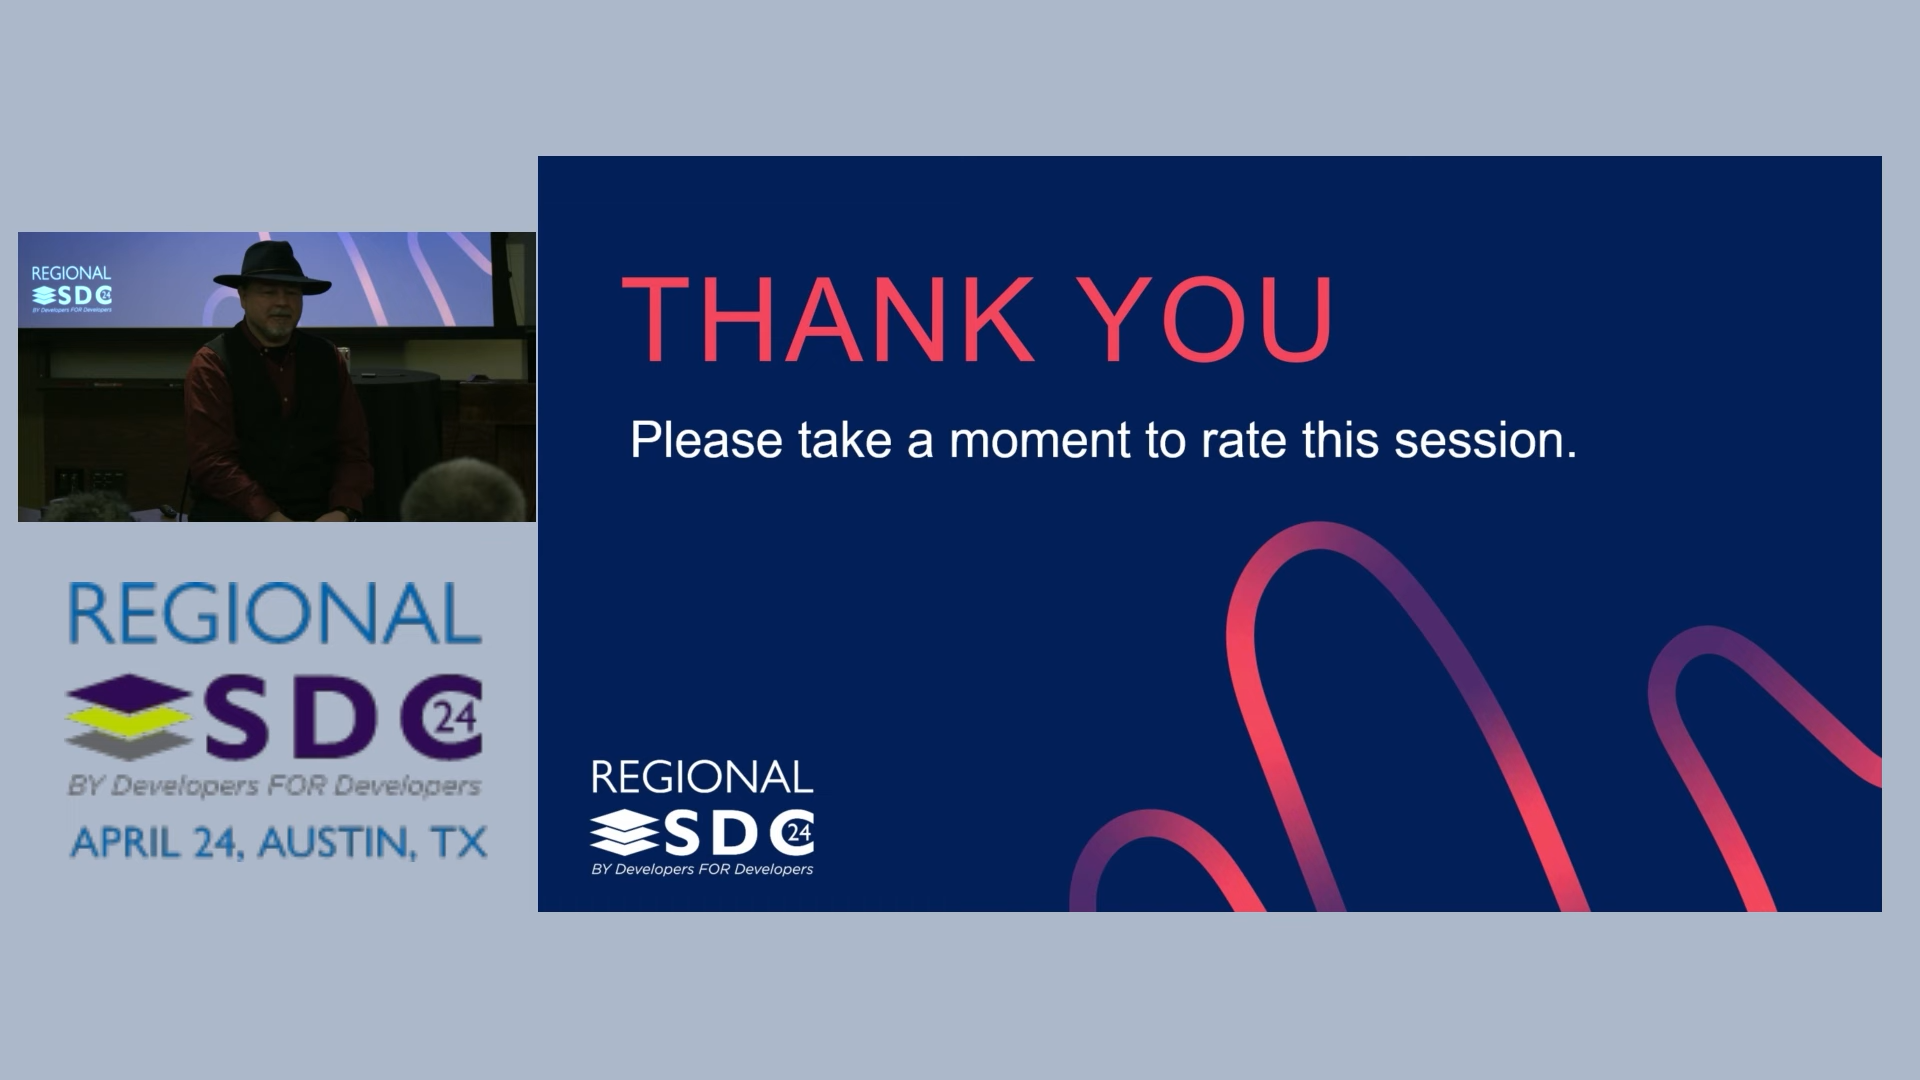 REGIONAL
SDC 24
BY Developers FOR Developers
REGIONAL
SDC 24
BY Developers FOR Developers
APRIL 24, AUSTIN, TX
THANK YOU
Please take a moment to rate this session.
REGIONAL
SDC 24
BY Developers FOR Developers